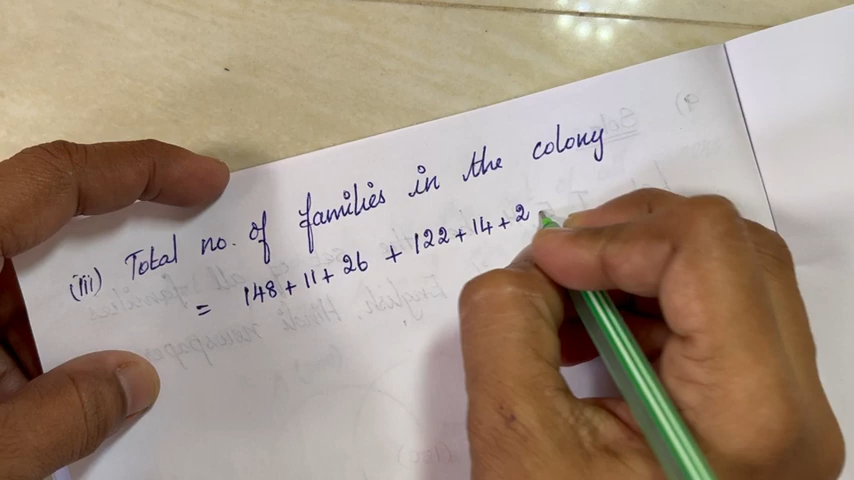 (iii) Total no. of families in the colony
= 148 + 11 + 26 + 122 + 14 + 2